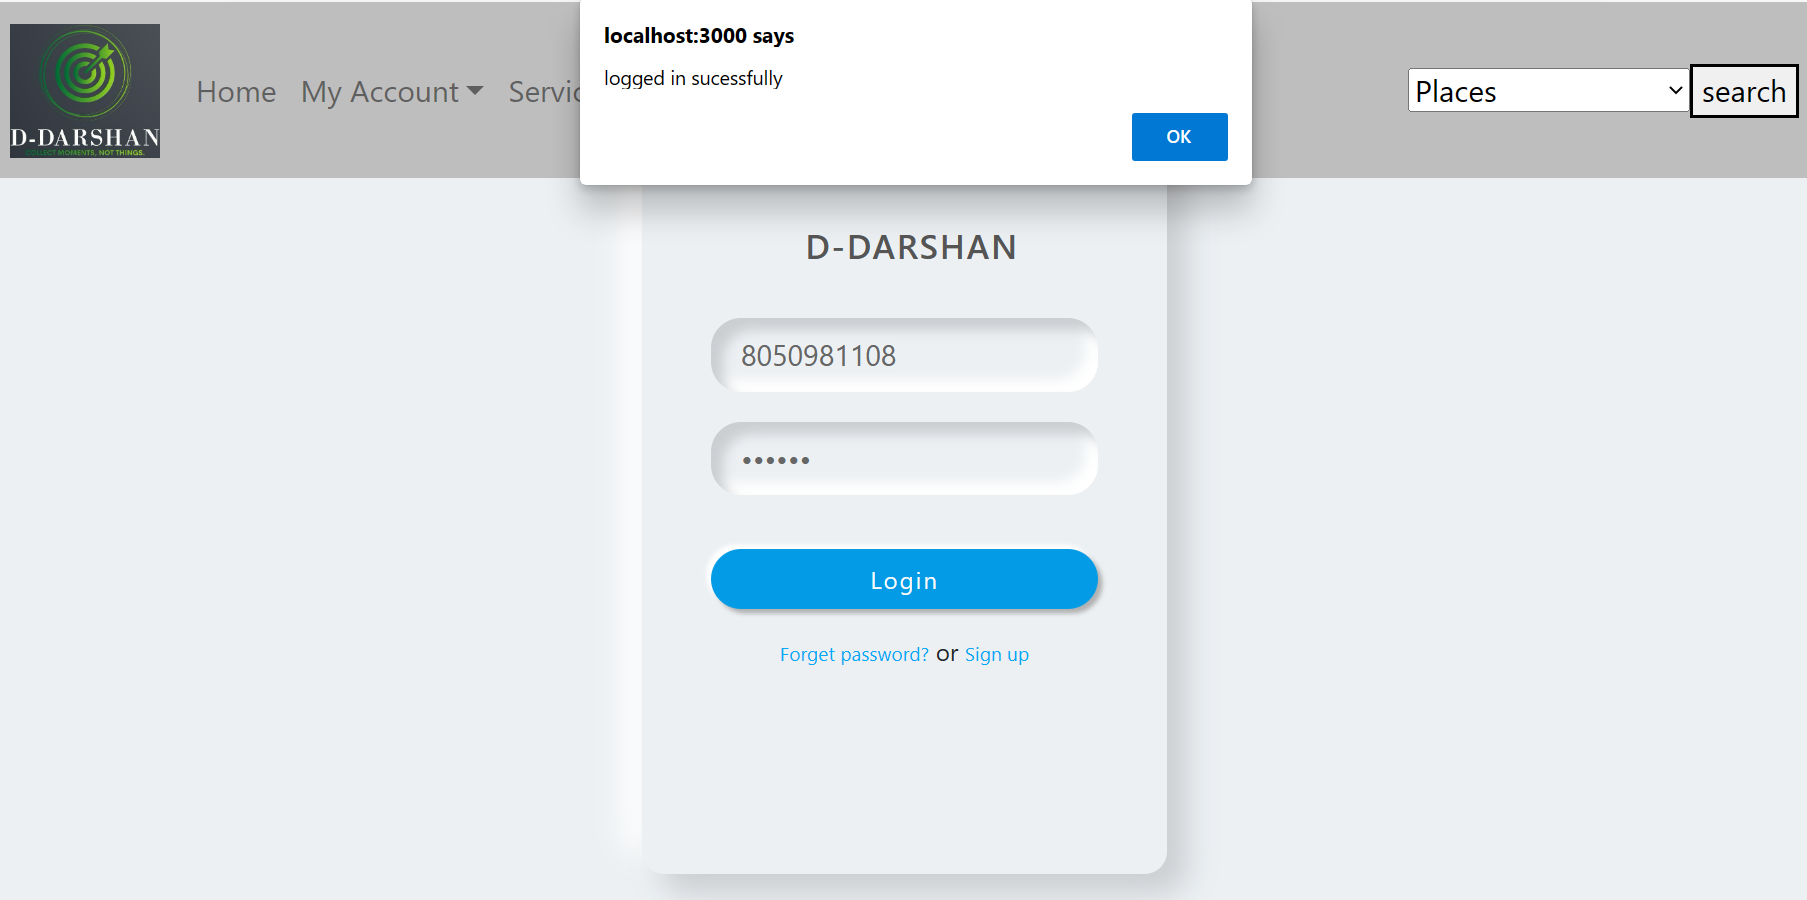 localhost:3000 says
logged in sucessfully
OK
D-DARSHAN
COLLECT MOMENTS, NOT THINGS.
Home My Account
Places search
D-DARSHAN
8050981108
••••••
Login
Forget password? or Sign up